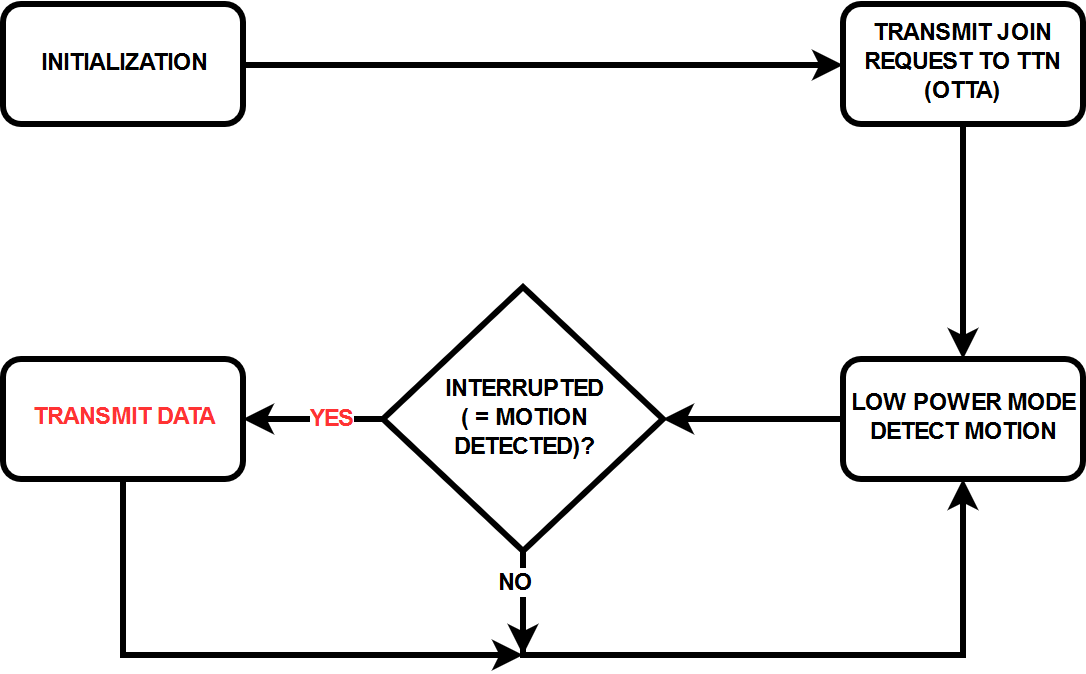 INITIALIZATION
TRANSMIT JOIN
REQUEST TO TTN
(OTTA)
LOW POWER MODE
DETECT MOTION
INTERRUPTED
( = MOTION
DETECTED)?
YES
TRANSMIT DATA
NO